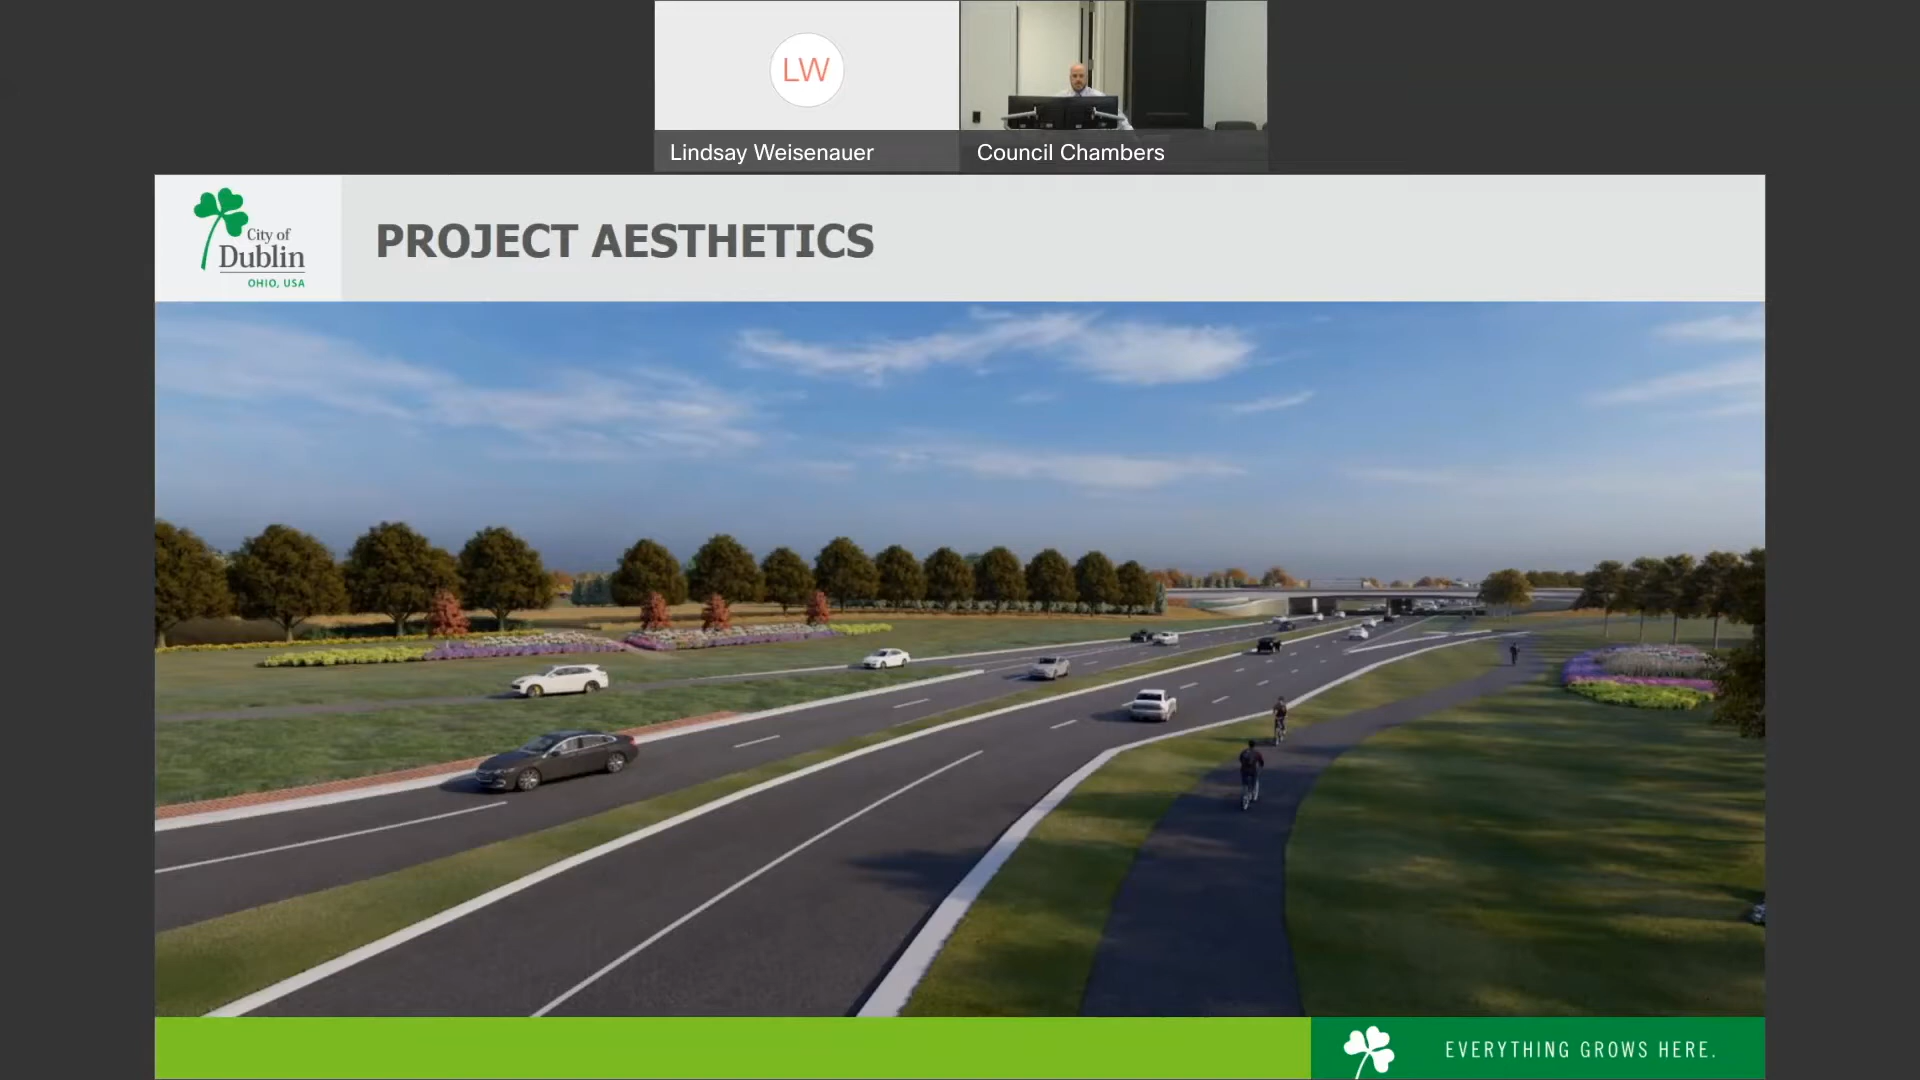 LW
Lindsay Weisenauer
Council Chambers
City of
Dublin
OHIO, USA
PROJECT AESTHETICS
EVERYTHING GROWS HERE.